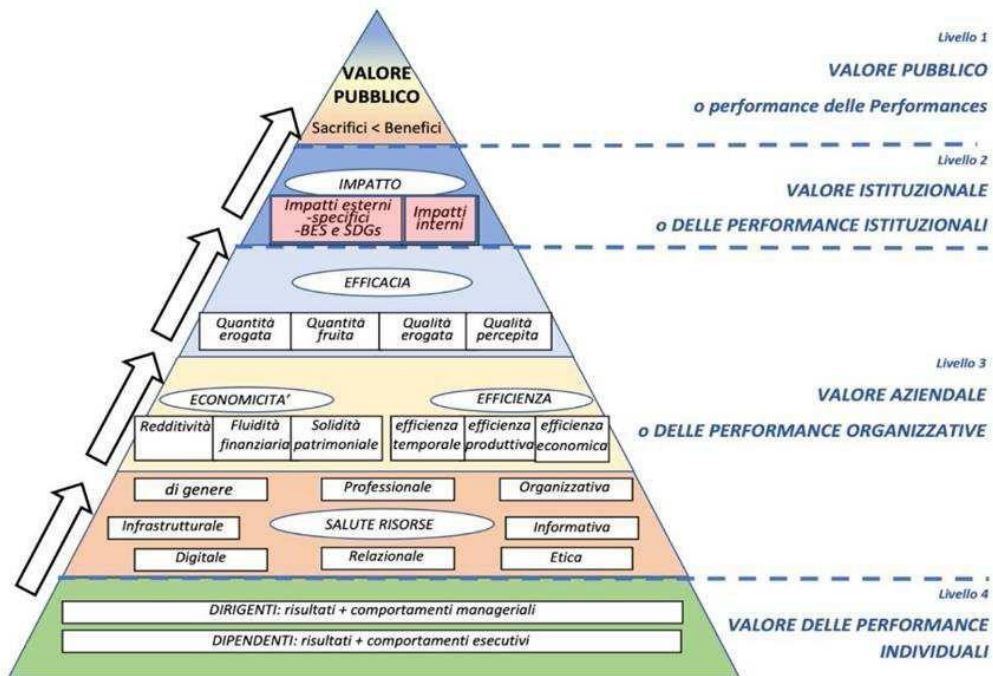 Livello 1
VALORE PUBBLICO
o performance delle Performances
VALORE
PUBBLICO
Sacrifici < Benefici
Livello 2
VALORE ISTITUZIONALE
o DELLE PERFORMANCE ISTITUZIONALI
IMPATTO
Impatti esterni
-specifici
-BES e SDGs
Impatti
interni
EFFICACIA
Quantità
erogata
Quantità
fruita
Qualità
erogata
Qualità
percepita
Livello 3
VALORE AZIENDALE
o DELLE PERFORMANCE ORGANIZZATIVE
ECONOMICITA’
EFFICIENZA
Redditività
Fluidità
finanziaria
Solidità
patrimoniale
efficienza
temporale
efficienza
produttiva
efficienza
economica
di genere
Professionale
Organizzativa
Infrastrutturale
SALUTE RISORSE
Informativa
Digitale
Relazionale
Etica
Livello 4
VALORE DELLE PERFORMANCE
INDIVIDUALI
DIRIGENTI: risultati + comportamenti manageriali
DIPENDENTI: risultati + comportamenti esecutivi